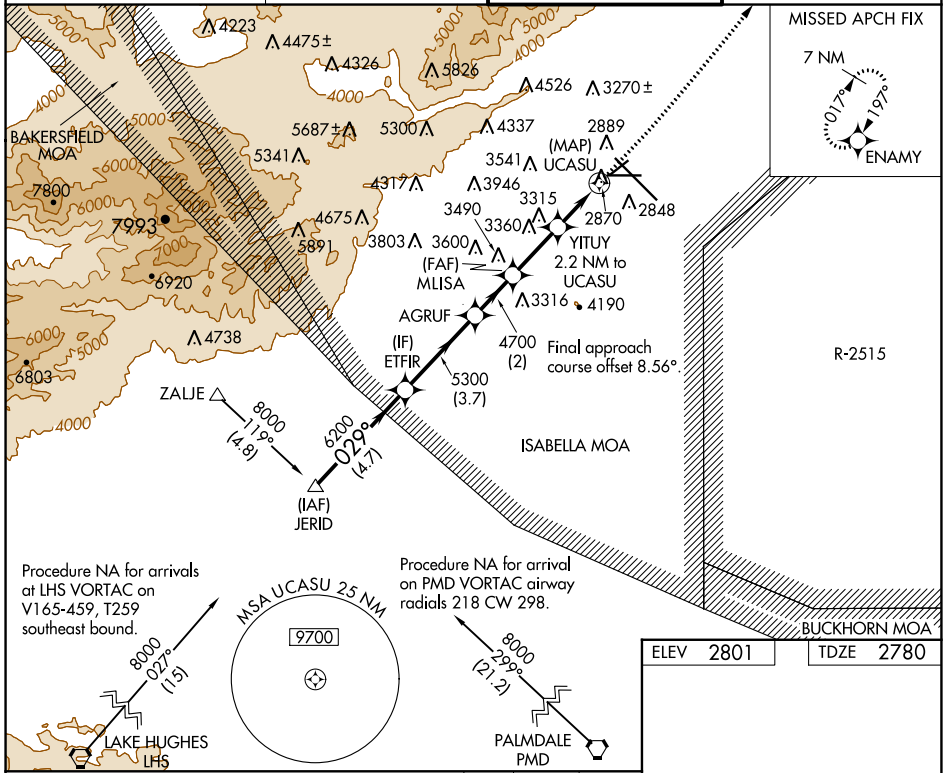 4223
4475±
4326
5826
4526
3270±
MISSED APCH FIX
7 NM
017°
197°
ENAMY
4000
5000
4000
BAKERSFIELD
MOA
5687±
5300
4337
2889
(MAP)
UCASU
5341
3541
6000
7800
4317
3946
5000
6000
7993
4675
3490
3315
2870
2848
5891
3803
3600
3360
YITUY
2.2 NM to
UCASU
7000
(FAF)
MLISA
6920
3316
4190
AGRUF
4738
(IF)
ETFIR
4700
(2)
Final approach
course offset 8.56°.
R-2515
6000
5000
6803
5300
(3.7)
ZALJE
8000
119°
(4.8)
4000
6200
029°
(4.7)
ISABELLA MOA
(IAF)
JERID
Procedure NA for arrivals
at LHS VORTAC on
V165-459, T259
southeast bound.
Procedure NA for arrival
on PMD VORTAC airway
radials 218 CW 298.
MSA UCASU 25 NM
9700
8000
027°
(15)
8000
299°
(21.2)
BUCKHORN MOA
ELEV 2801
TDZE 2780
LAKE HUGHES
LHS
PALMDALE
PMD